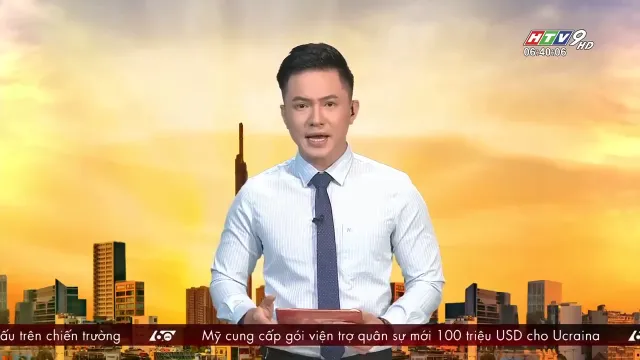 HTV9 HD
06:40:06
ấu trên chiến trường 60 Mỹ cung cấp gói viện trợ quân sự mới 100 triệu USD cho Ucraina